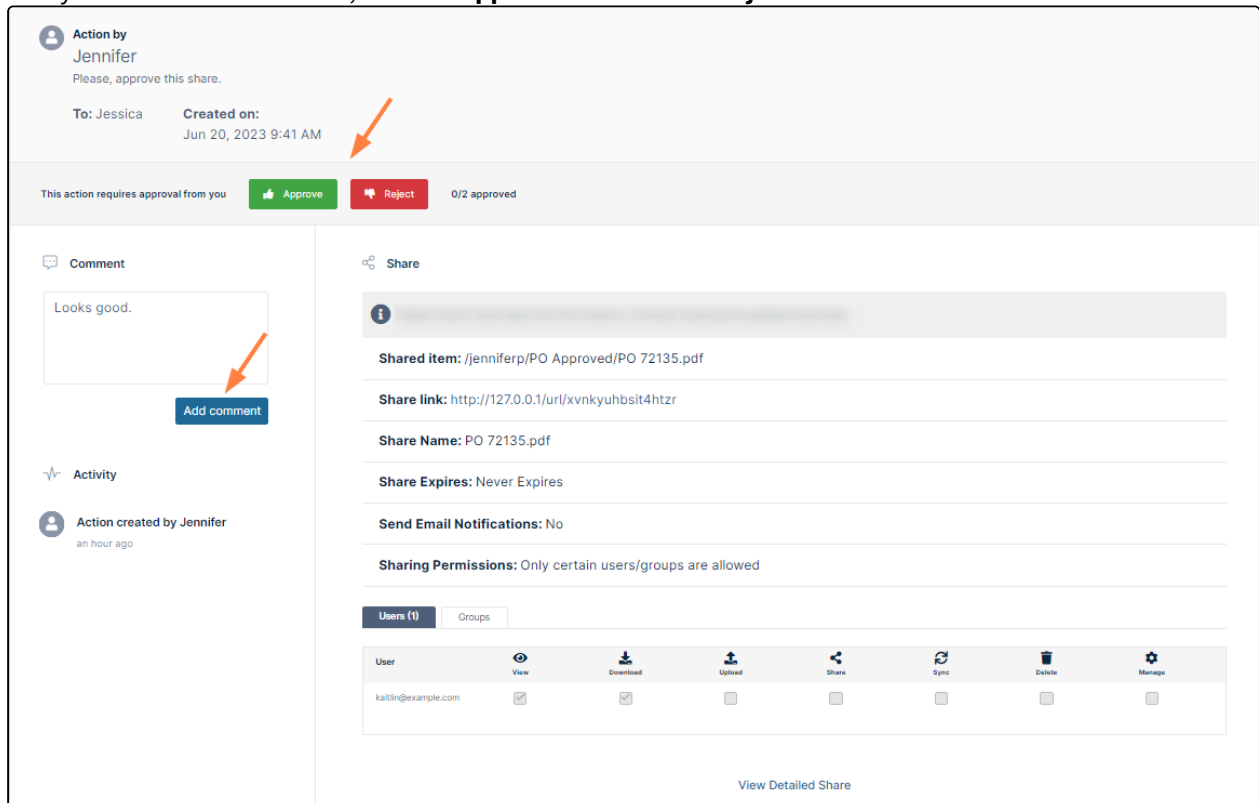 Action by
Jennifer
Please, approve this share.
To: Jessica Created on:
Jun 20, 2023 9:41 AM
This action requires approval from you Approve Reject 0/2 approved
Comment
Looks good.
Add comment
Activity
Action created by Jennifer
an hour ago
Share
Shared item: /jenniferp/PO Approved/PO 72135.pdf
Share link: http://127.0.0.1/url/xvnkyuhbsit4htzr
Share Name: PO 72135.pdf
Share Expires: Never Expires
Send Email Notifications: No
Sharing Permissions: Only certain users/groups are allowed
Users (1) Groups
User View Download Upload Share Sync Delete Manage
kaitlin@example.com
View Detailed Share